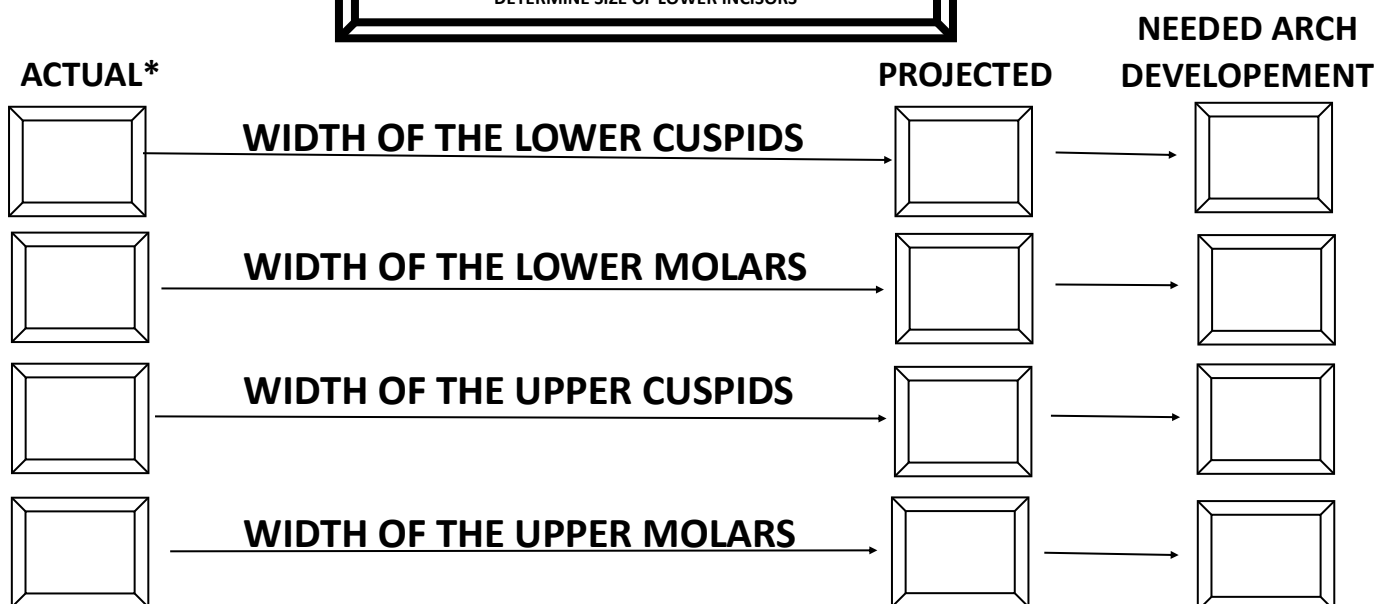 DETERMINE SIZE OF LOWER INCISORS
NEEDED ARCH
ACTUAL* PROJECTED DEVELOPEMENT
WIDTH OF THE LOWER CUSPIDS
WIDTH OF THE LOWER MOLARS
WIDTH OF THE UPPER CUSPIDS
WIDTH OF THE UPPER MOLARS